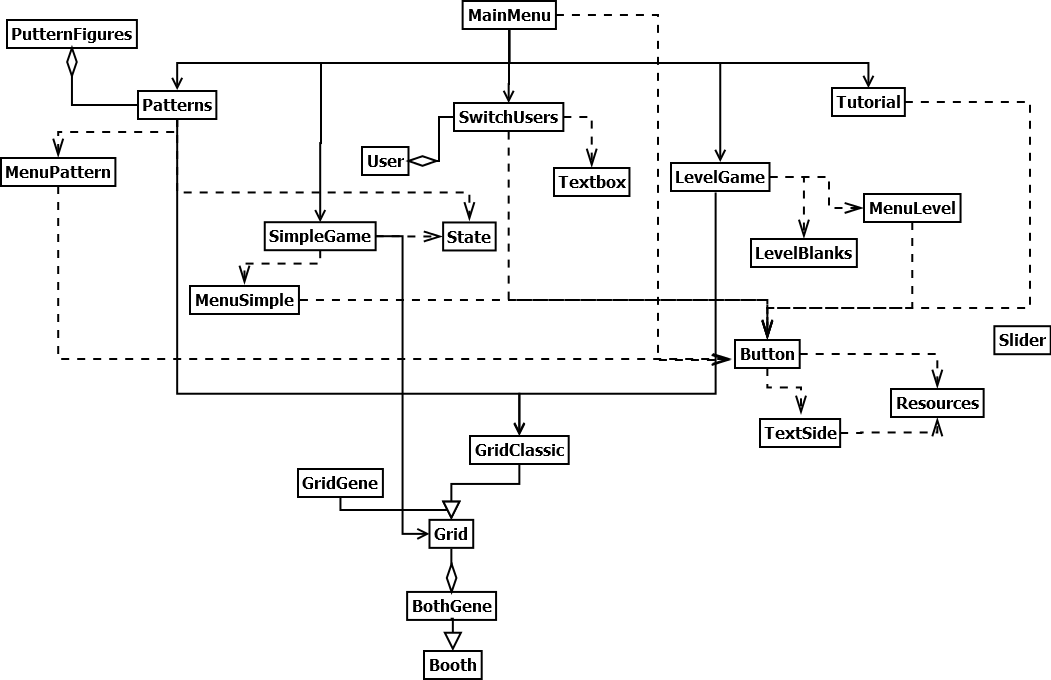 MainMenu
PutternFigures
Patterns
Tutorial
SwitchUsers
User
MenuPattern
Textbox
LevelGame
MenuLevel
SimpleGame
State
LevelBlanks
MenuSimple
Slider
Button
Resources
TextSide
GridClassic
GridGene
Grid
BothGene
Booth